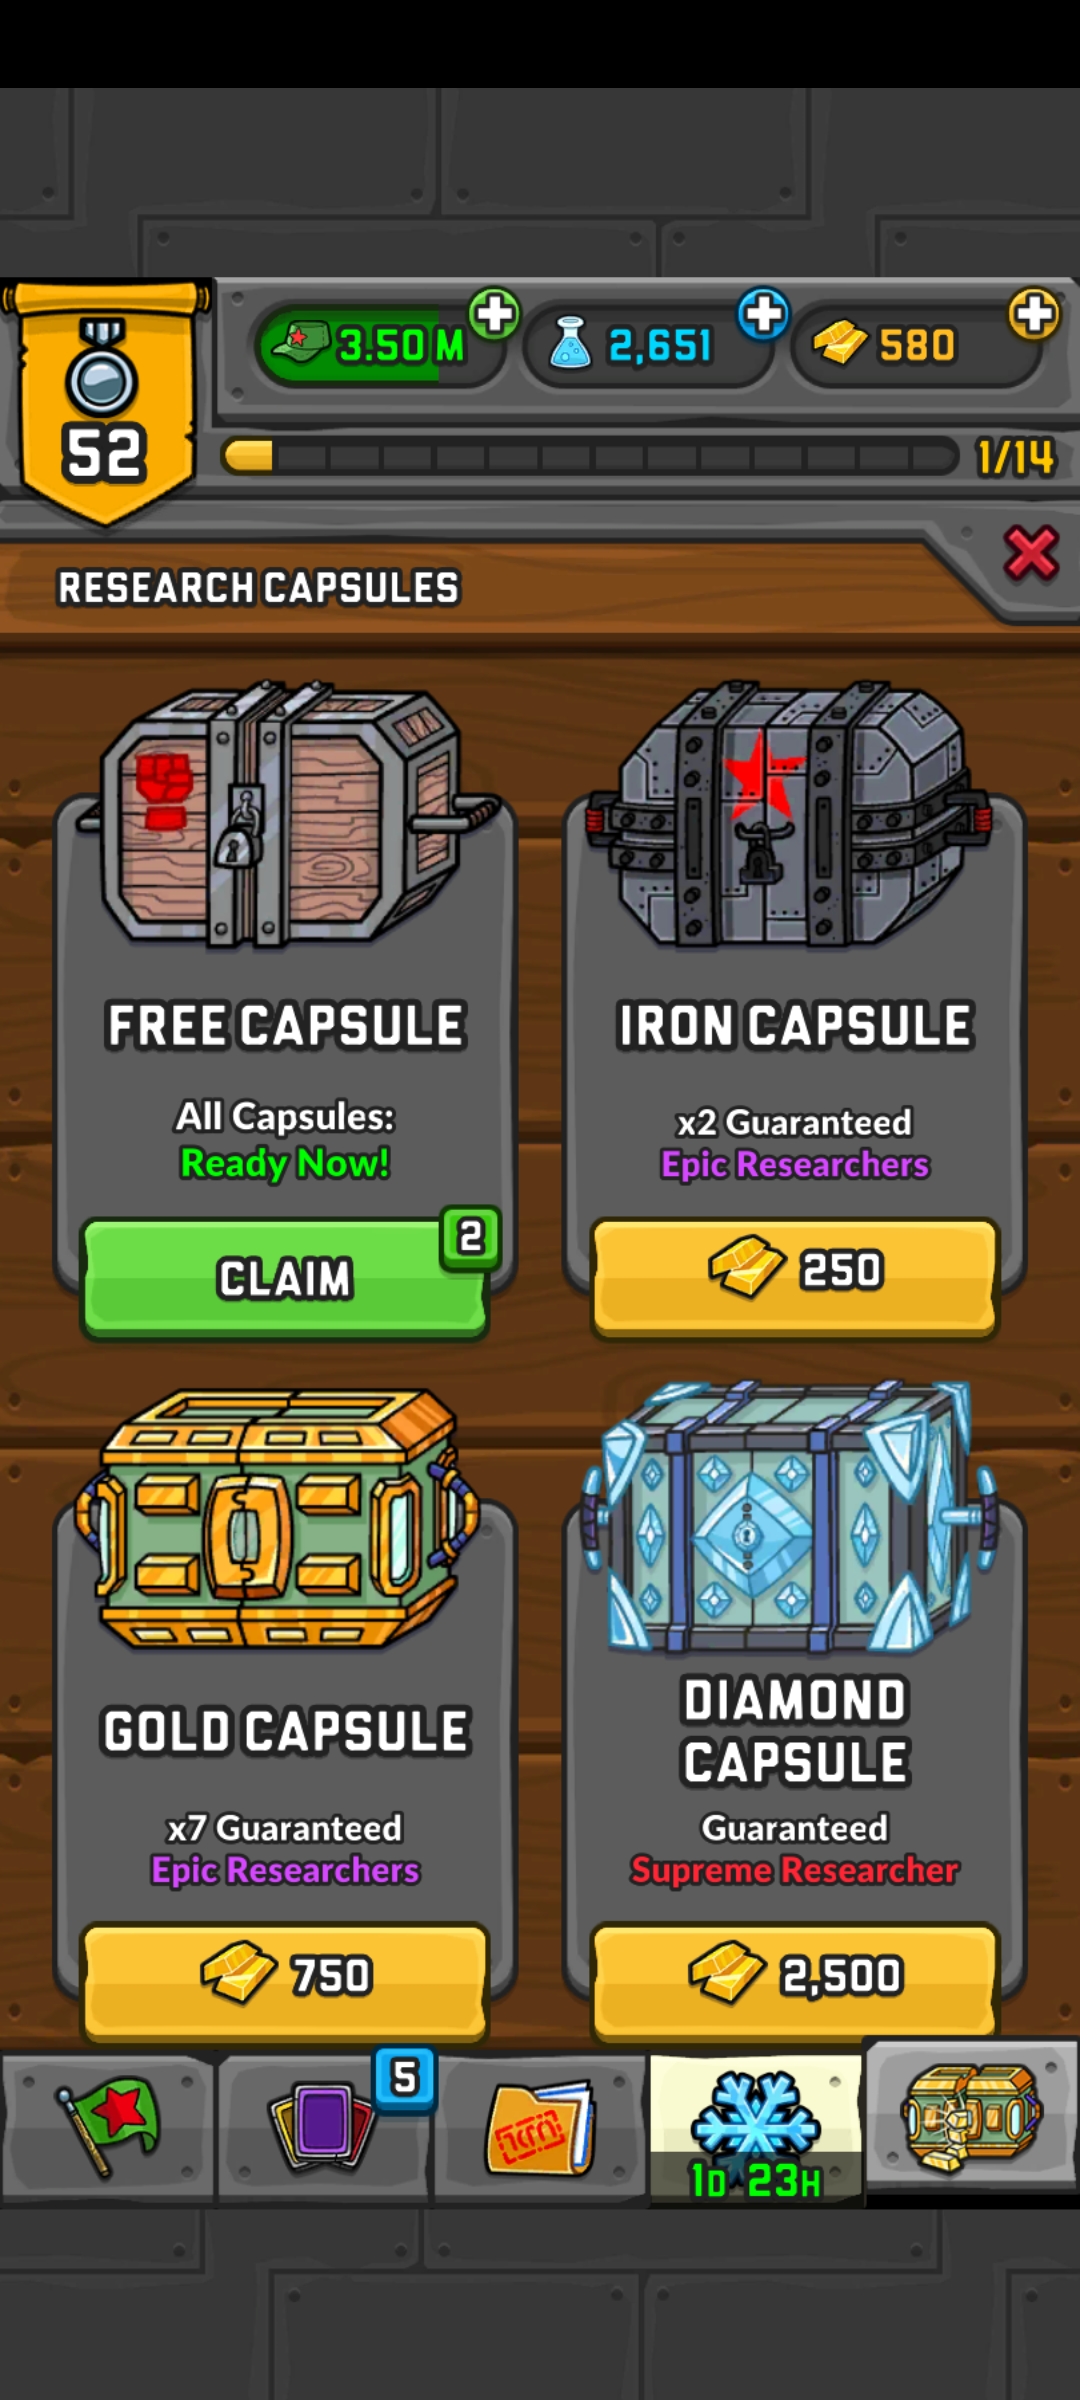 3.50 M
2,651
580
52
1/14
RESEARCH CAPSULES
FREE CAPSULE
All Capsules:
Ready Now!
2
CLAIM
IRON CAPSULE
x2 Guaranteed
Epic Researchers
250
GOLD CAPSULE
x7 Guaranteed
Epic Researchers
750
DIAMOND
CAPSULE
Guaranteed
Supreme Researcher
2,500
5
1D 23H